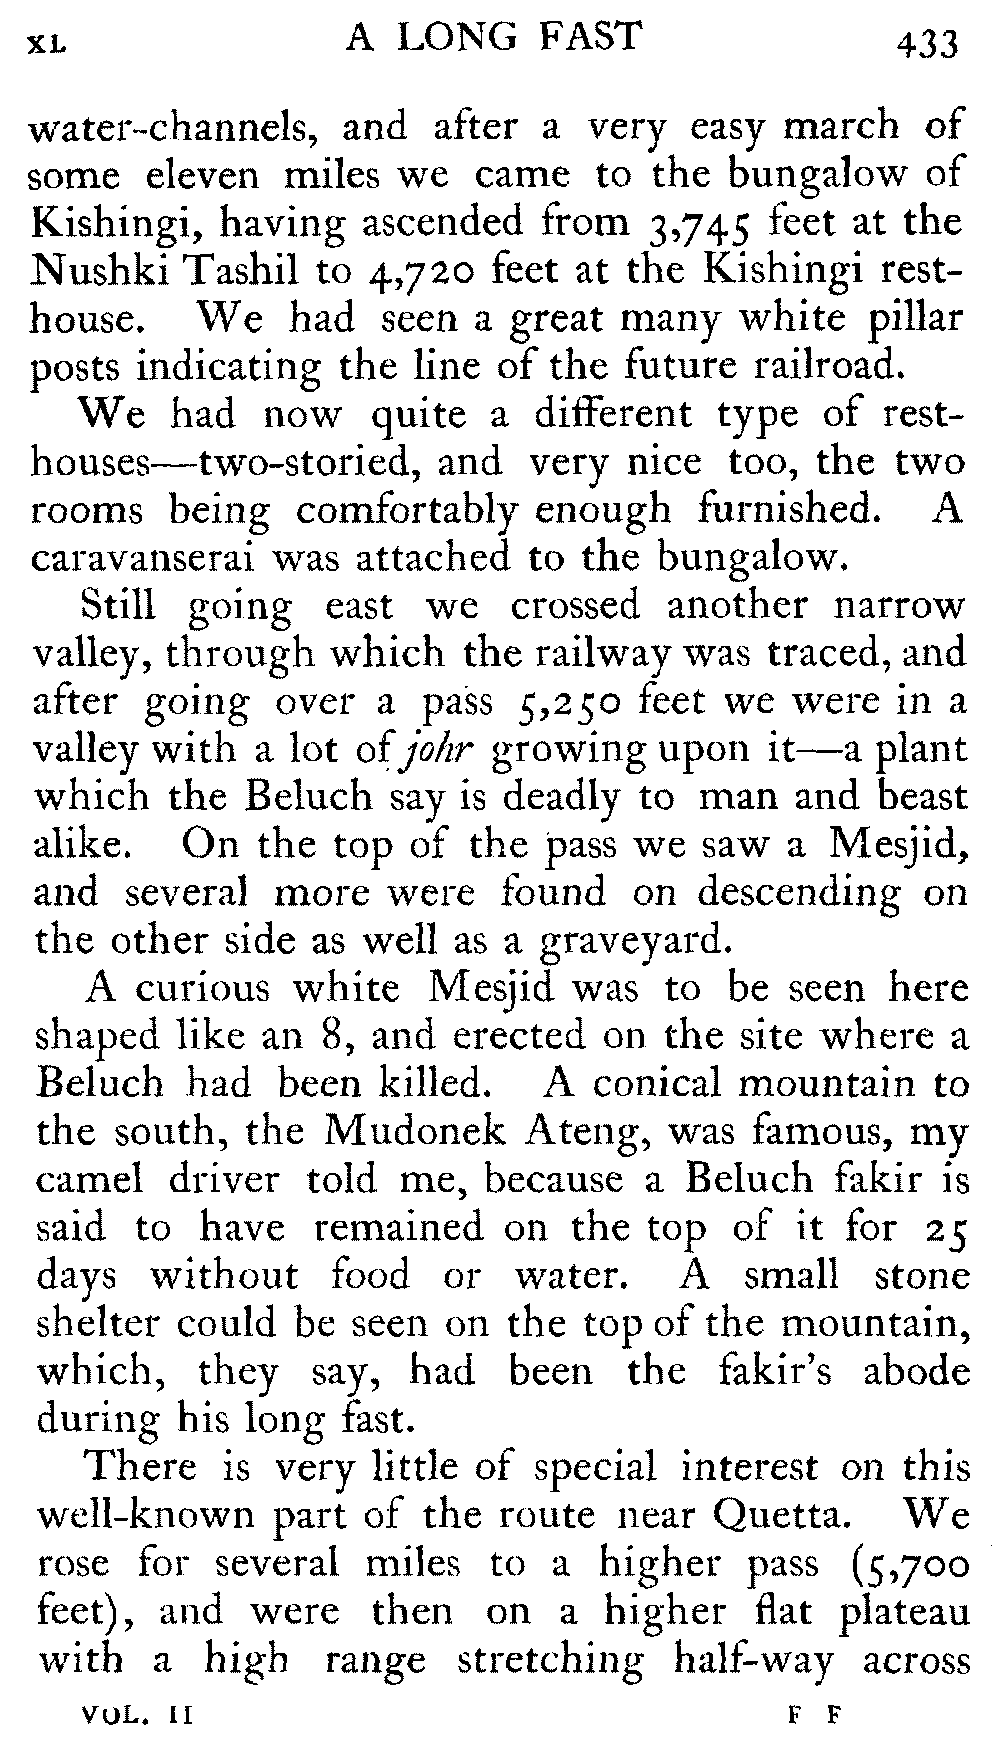 XL A LONG FAST 433
water-channels, and after a very easy march of
some eleven miles we came to the bungalow of
Kishingi, having ascended from 3,745 feet at the
Nushki Tashil to 4,720 feet at the Kishingi rest-
house. We had seen a great many white pillar
posts indicating the line of the future railroad.
We had now quite a different type of rest-
houses—two-storied, and very nice too, the two
rooms being comfortably enough furnished. A
caravanserai was attached to the bungalow.
Still going east we crossed another narrow
valley, through which the railway was traced, and
after going over a pass 5,250 feet we were in a
valley with a lot of johr growing upon it—a plant
which the Beluch say is deadly to man and beast
alike. On the top of the pass we saw a Mesjid,
and several more were found on descending on
the other side as well as a graveyard.
A curious white Mesjid was to be seen here
shaped like an 8, and erected on the site where a
Beluch had been killed. A conical mountain to
the south, the Mudonek Ateng, was famous, my
camel driver told me, because a Beluch fakir is
said to have remained on the top of it for 25
days without food or water. A small stone
shelter could be seen on the top of the mountain,
which, they say, had been the fakir's abode
during his long fast.
There is very little of special interest on this
well-known part of the route near Quetta. We
rose for several miles to a higher pass (5,700
feet), and were then on a higher flat plateau
with a high range stretching half-way across
VOL. II F F